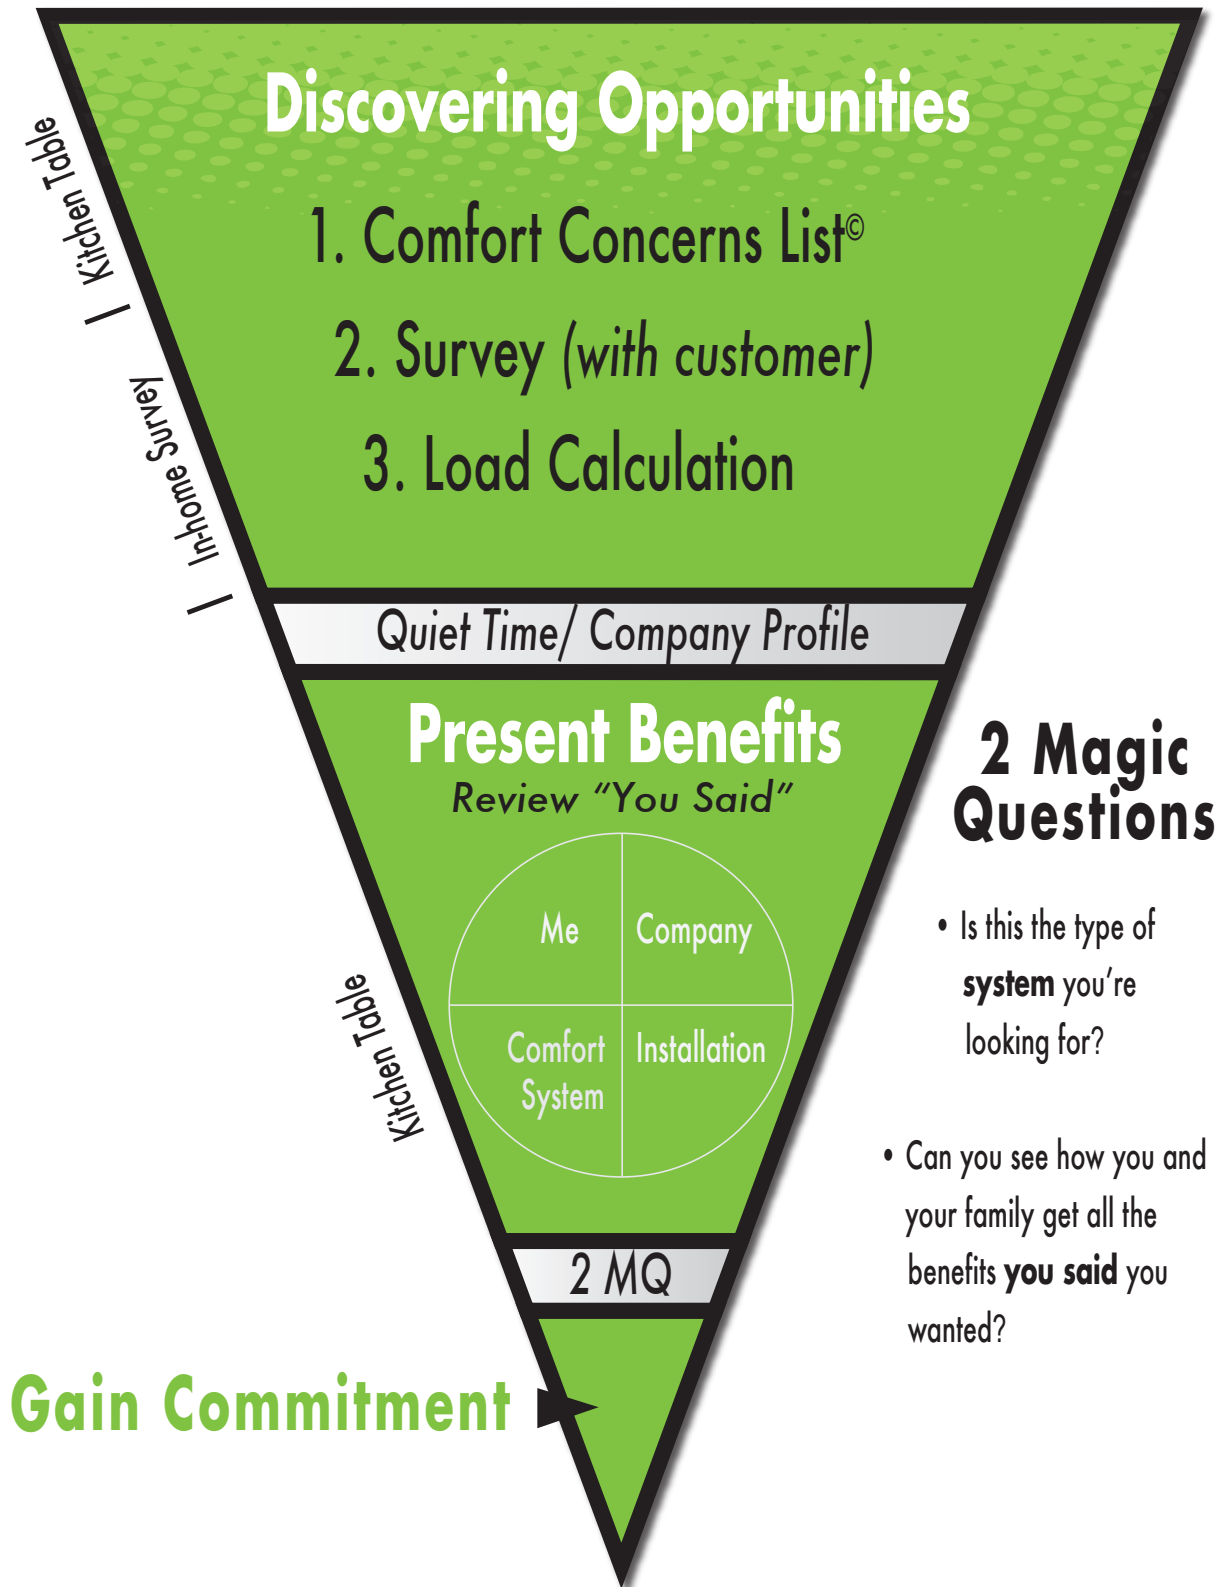 Discovering Opportunities
Kitchen Table
1. Comfort Concerns List©
2. Survey (with customer)
In-home Survey
3. Load Calculation
Quiet Time/ Company Profile
Present Benefits
Review “You Said”
Me
Company
Comfort
System
Installation
Kitchen Table
2 Magic
Questions
• Is this the type of
system you’re
looking for?
• Can you see how you and
your family get all the
benefits you said you
wanted?
2 MQ
Gain Commitment